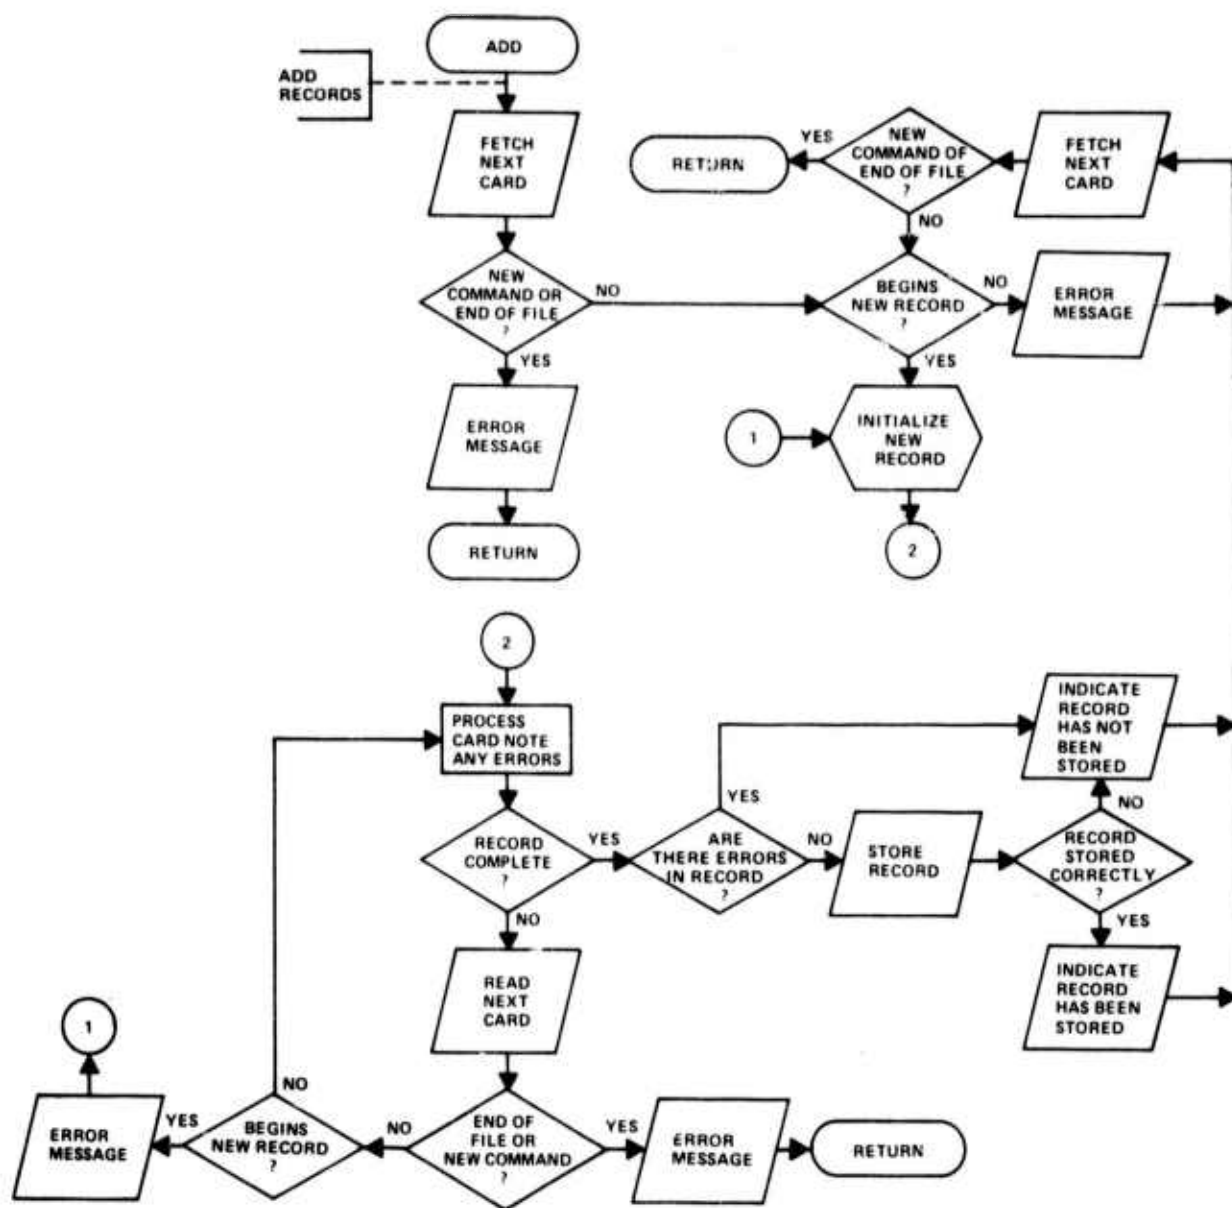 ADD
ADD
RECORDS
FETCH
NEXT
CARD
NEW
COMMAND OR
END OF FILE
?
NO
YES
ERROR
MESSAGE
RETURN
RETURN
YES
NEW
COMMAND OF
END OF FILE
?
FETCH
NEXT
CARD
NO
BEGINS
NEW RECORD
?
NO
ERROR
MESSAGE
YES
1
INITIALIZE
NEW
RECORD
2
2
PROCESS
CARD NOTE
ANY ERRORS
RECORD
COMPLETE
?
YES
NO
ARE
THERE ERRORS
IN RECORD
?
YES
NO
STORE
RECORD
INDICATE
RECORD
HAS NOT
BEEN
STORED
NO
RECORD
STORED
CORRECTLY
?
YES
INDICATE
RECORD
HAS BEEN
STORED
READ
NEXT
CARD
END OF
FILE OR
NEW COMMAND
?
YES
ERROR
MESSAGE
RETURN
NO
BEGINS
NEW RECORD
?
NO
YES
ERROR
MESSAGE
1